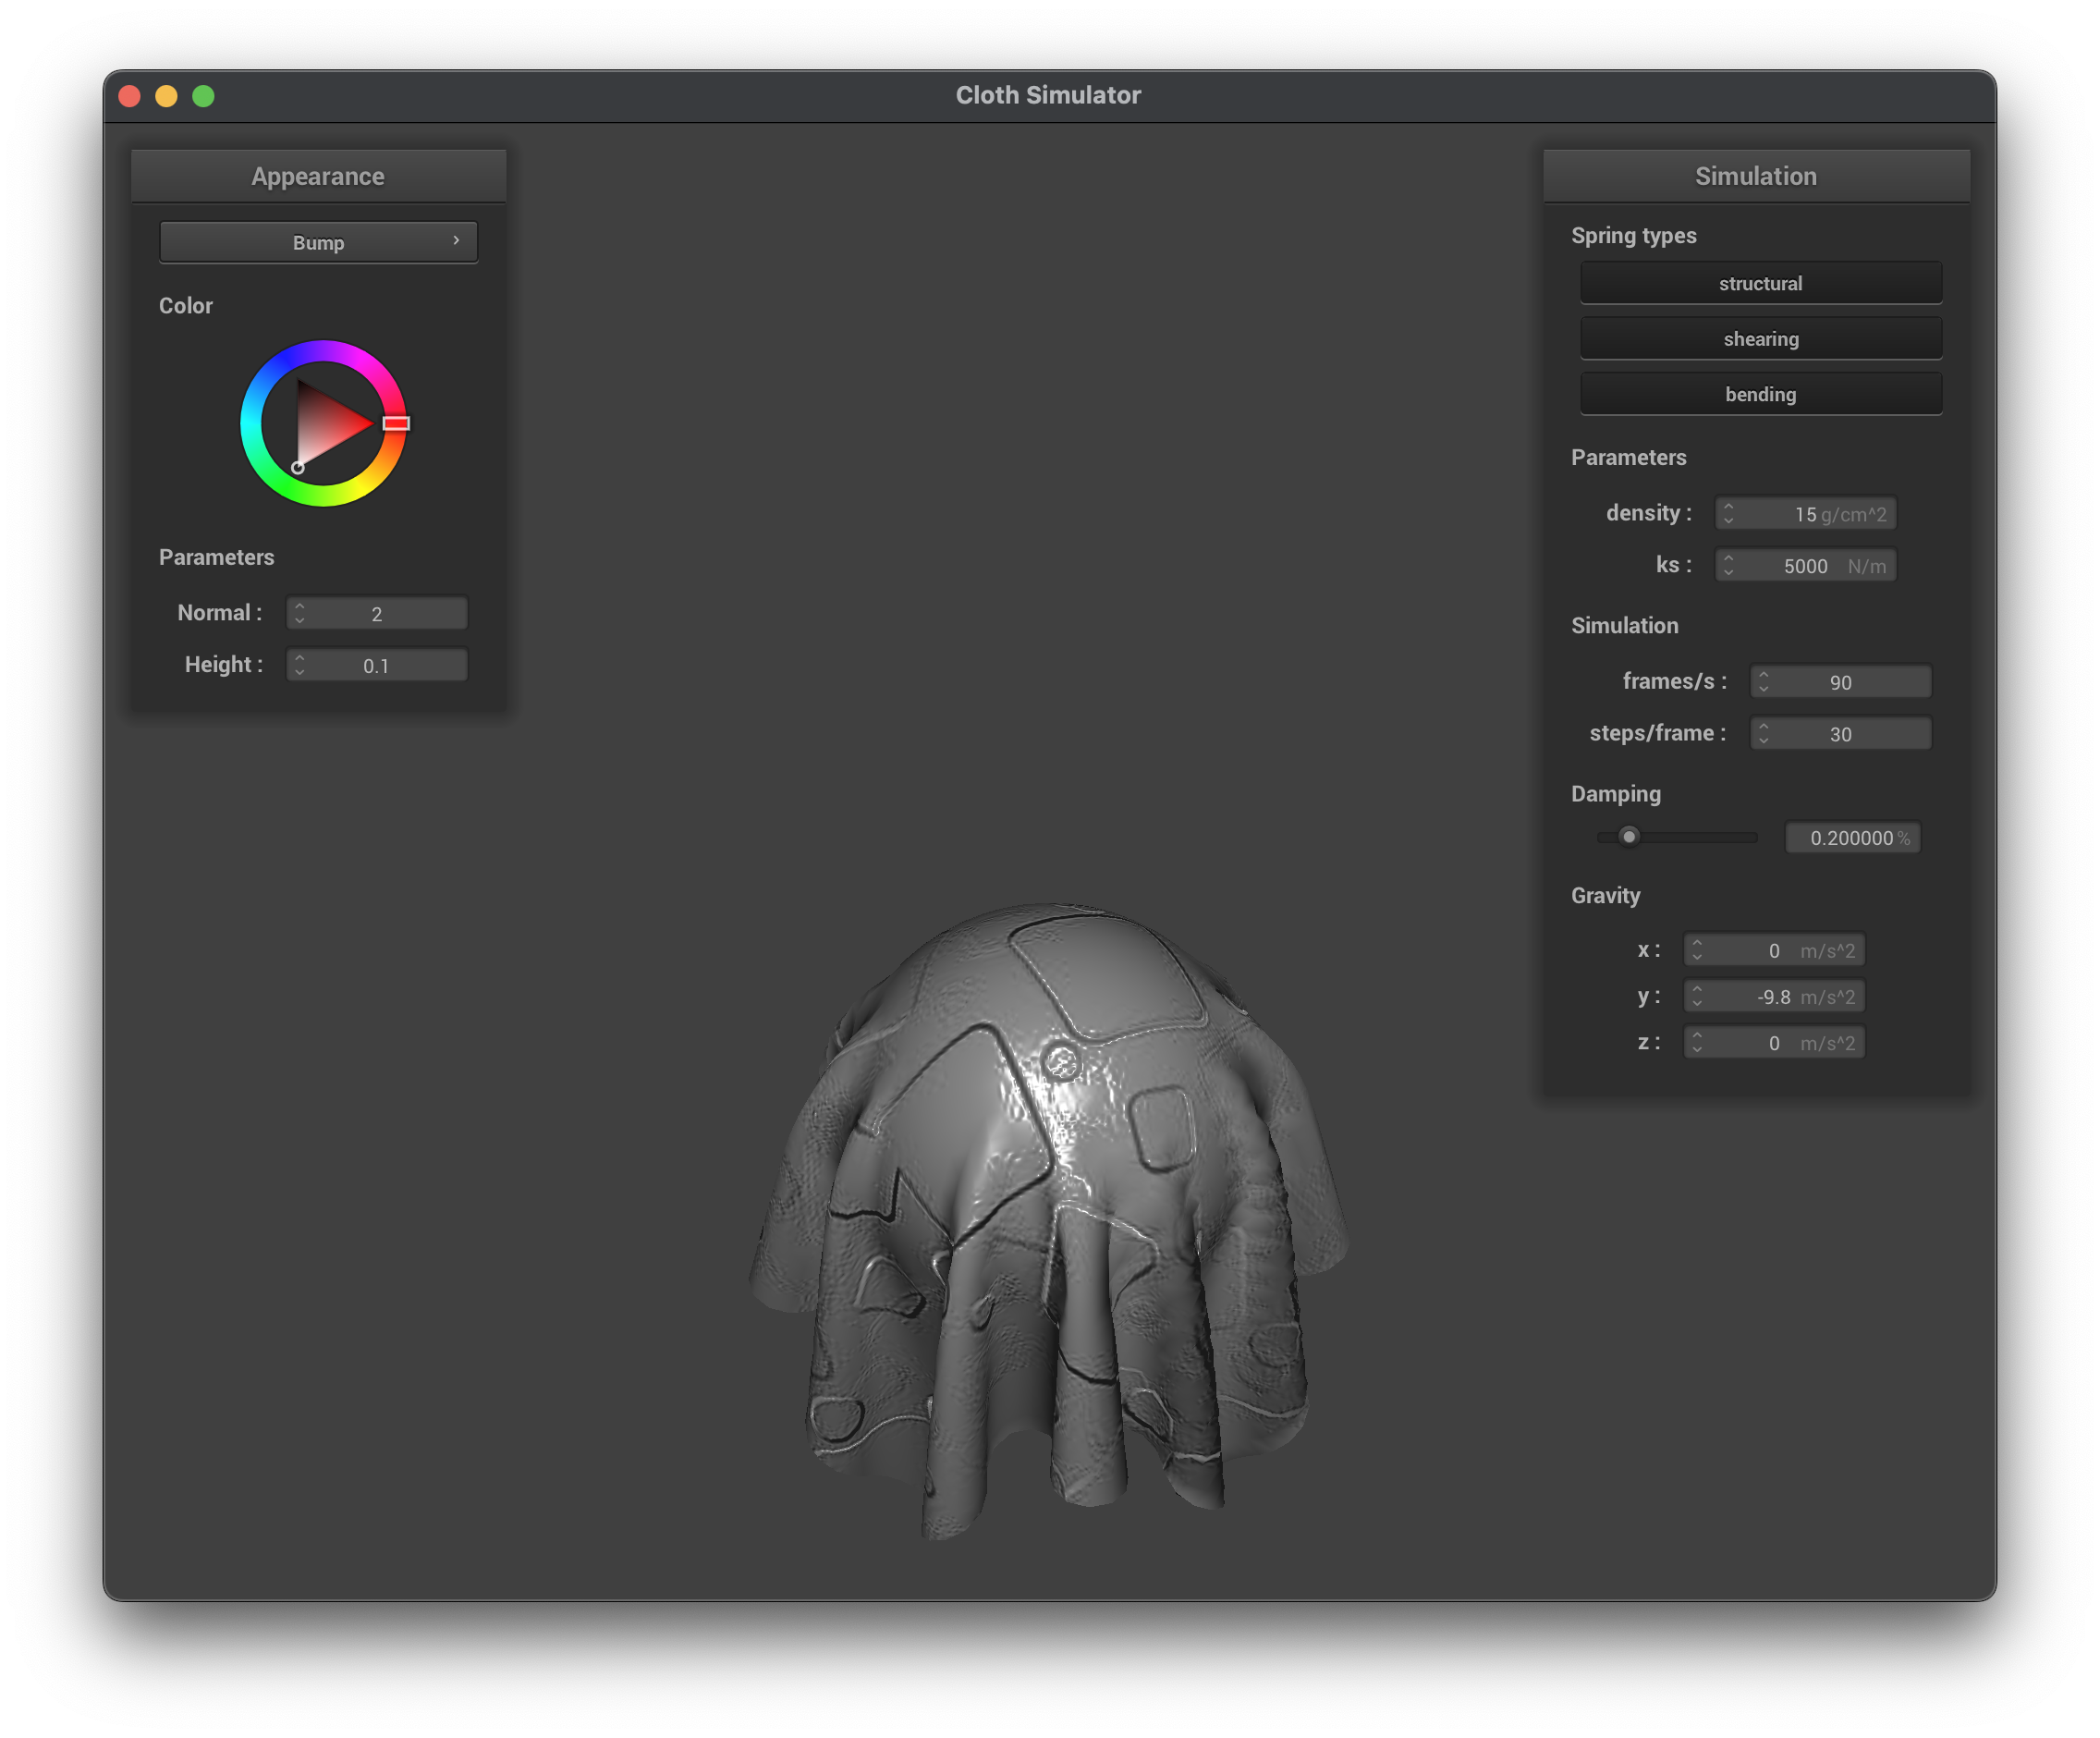 Cloth Simulator
Appearance
Bump
Color
Parameters
Normal : 2
Height : 0.1
Simulation
Spring types
structural
shearing
bending
Parameters
density : 15 g/cm^2
ks : 5000 N/m
Simulation
frames/s : 90
steps/frame : 30
Damping
0.200000 %
Gravity
x : 0 m/s^2
y : -9.8 m/s^2
z : 0 m/s^2